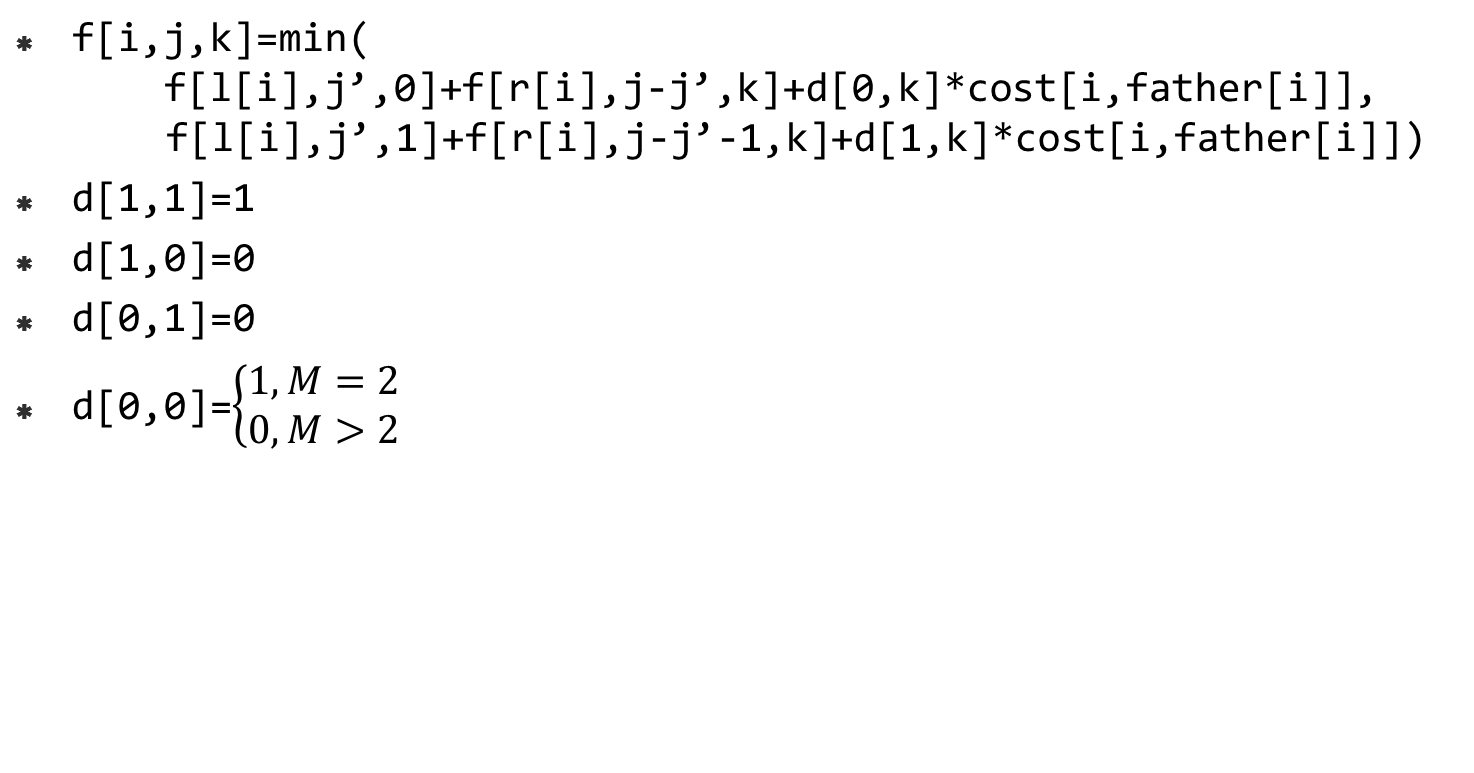 * f[i,j,k]=min(
f[l[i],j’,0]+f[r[i],j-j’,k]+d[0,k]*cost[i,father[i]],
f[l[i],j’,1]+f[r[i],j-j’-1,k]+d[1,k]*cost[i,father[i]])
* d[1,1]=1
* d[1,0]=0
* d[0,1]=0
* d[0,0]={1, M = 2
0, M > 2